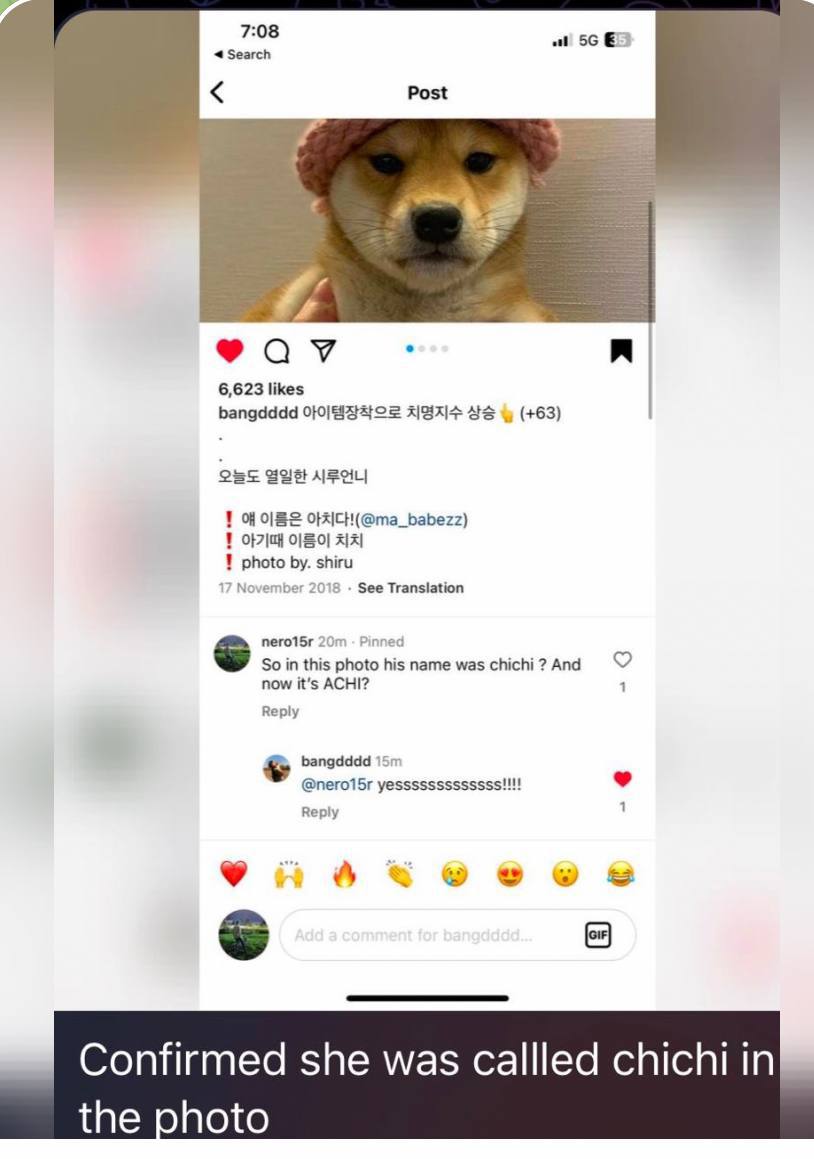 7:08
5G 35
◀ Search
Post
6,623 likes
bangdddd 아이템장착으로 치명지수 상승👆 (+63)
.
.
오늘도 열일한 시루언니
❗ 얘 이름은 아치다!(@ma_babezz)
❗ 아기때 이름이 치치
❗ photo by. shiru
17 November 2018 · See Translation
nero15r 20m · Pinned
So in this photo his name was chichi ? And
now it's ACHI?
1
Reply
bangdddd 15m
@nero15r yesssssssssssss!!!!
1
Reply
Add a comment for bangdddd...
GIF
Confirmed she was callled chichi in
the photo